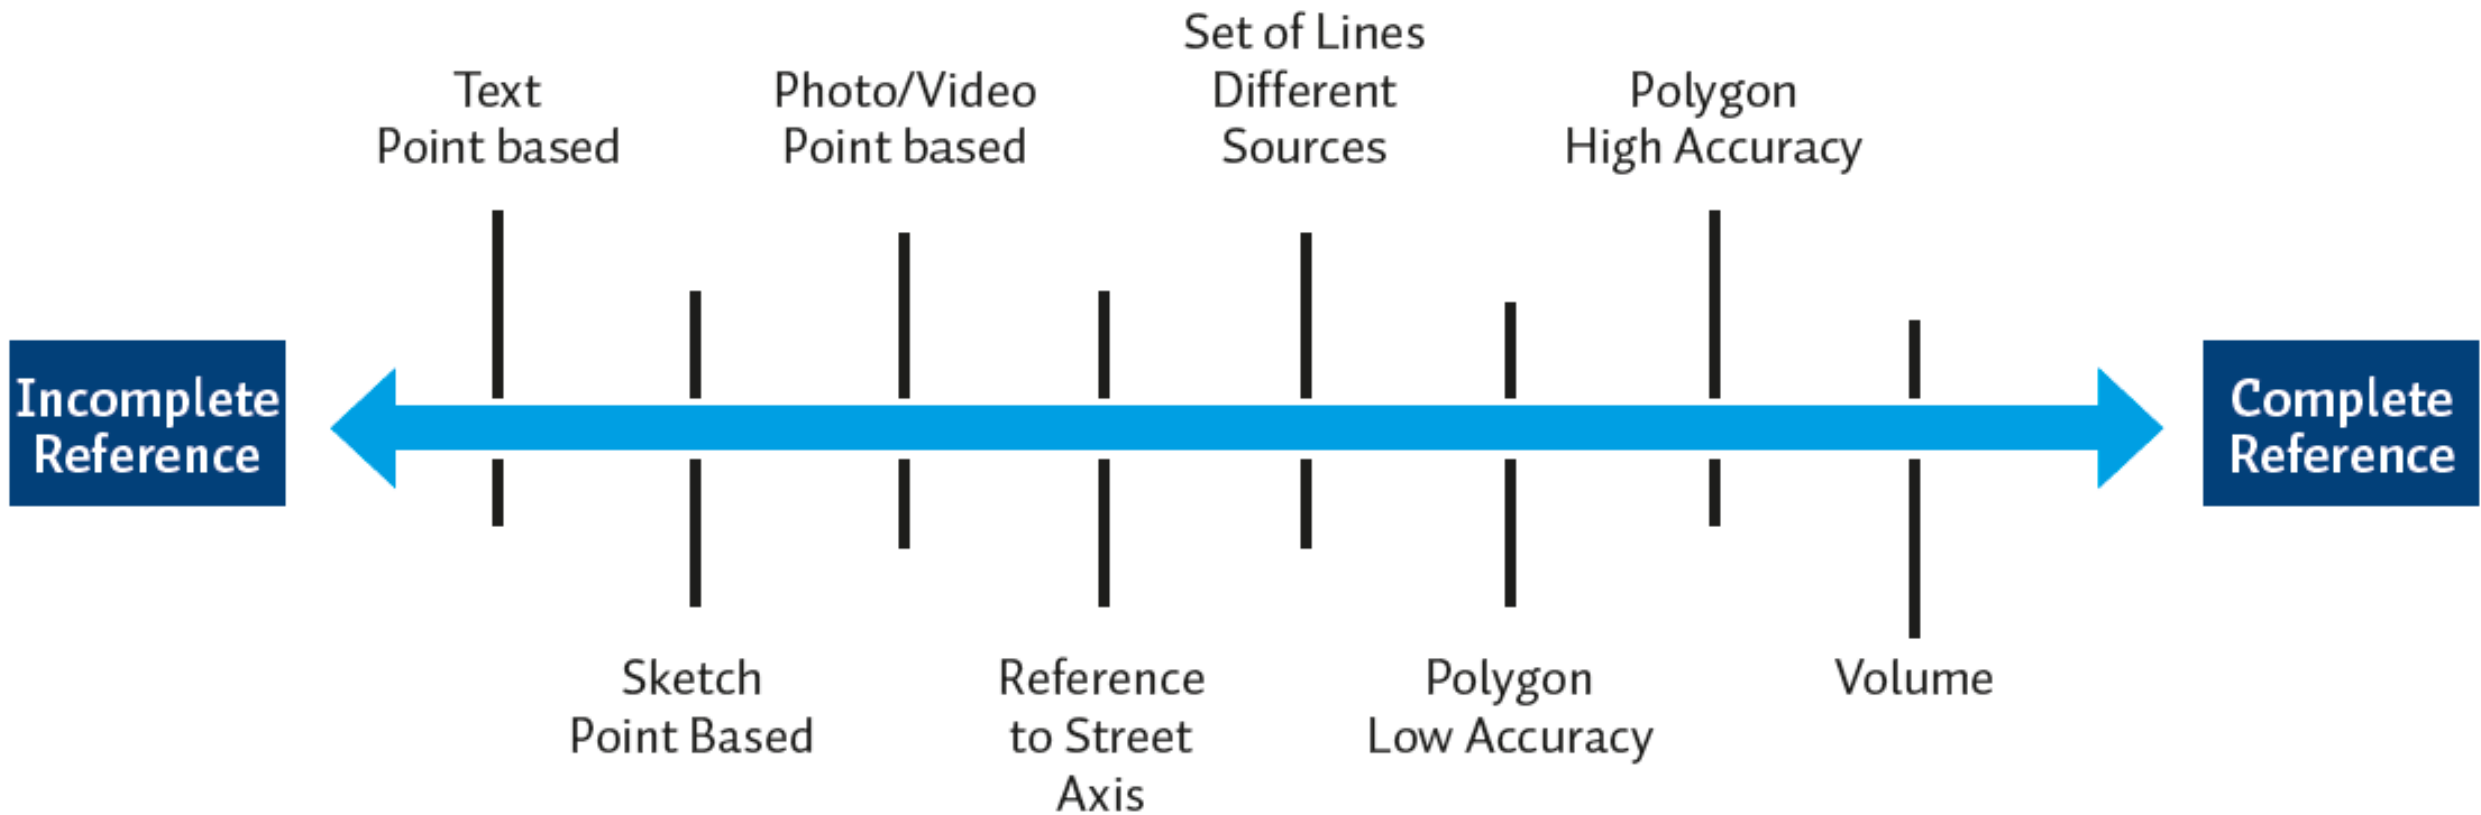 Text
Point based
Photo/Video
Point based
Set of Lines
Different
Sources
Polygon
High Accuracy
Incomplete
Reference
Complete
Reference
Sketch
Point Based
Reference
to Street
Axis
Polygon
Low Accuracy
Volume